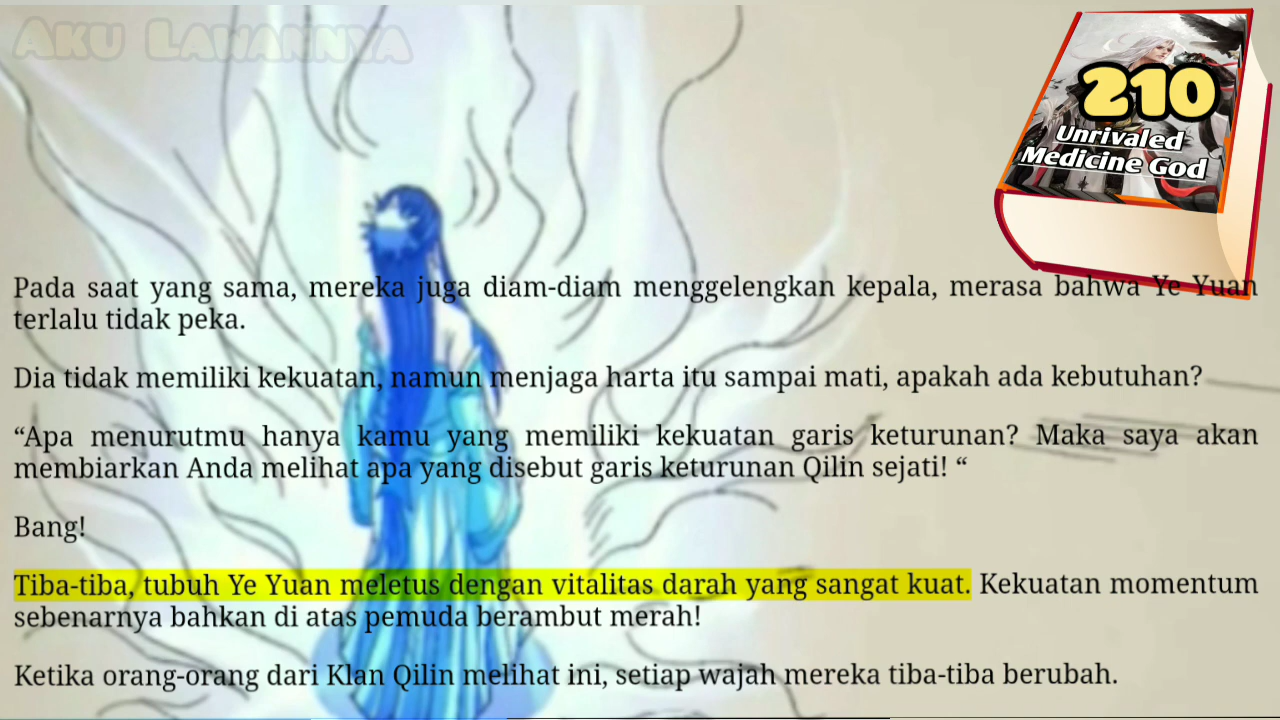 Aku Lawannya
210
Unrivaled
Medicine God
Pada saat yang sama, mereka juga diam-diam menggelengkan kepala, merasa bahwa Ye Yuan
terlalu tidak peka.
Dia tidak memiliki kekuatan, namun menjaga harta itu sampai mati, apakah ada kebutuhan?
“Apa menurutmu hanya kamu yang memiliki kekuatan garis keturunan? Maka saya akan
membiarkan Anda melihat apa yang disebut garis keturunan Qilin sejati! “
Bang!
Tiba-tiba, tubuh Ye Yuan meletus dengan vitalitas darah yang sangat kuat. Kekuatan momentum
sebenarnya bahkan di atas pemuda berambut merah!
Ketika orang-orang dari Klan Qilin melihat ini, setiap wajah mereka tiba-tiba berubah.